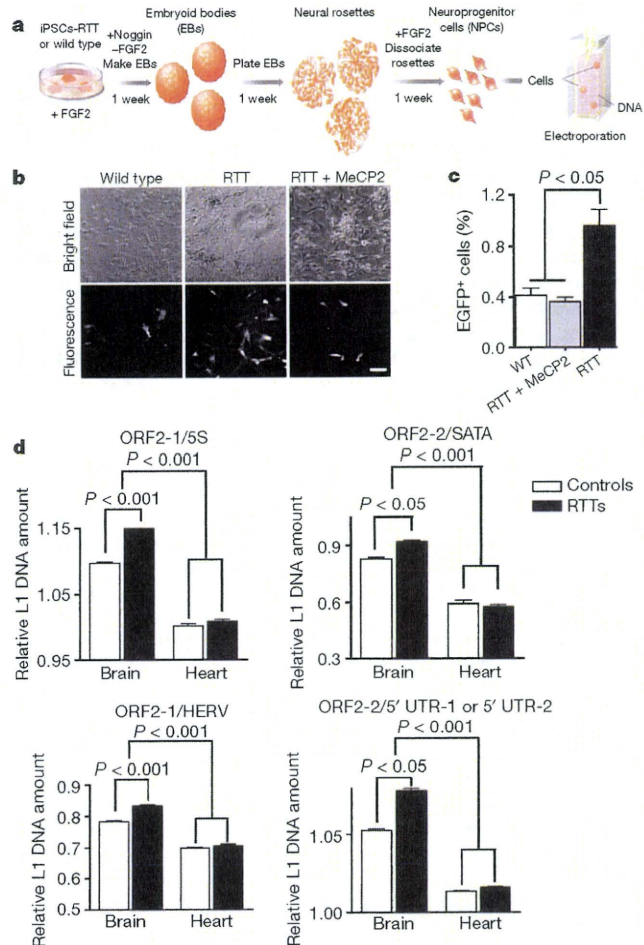 a
iPSCs-RTT
or wild type
+ FGF2
+Noggin
–FGF2
Make EBs
1 week
Embryoid bodies
(EBs)
Plate EBs
1 week
Neural rosettes
+FGF2
Dissociate
rosettes
1 week
Neuroprogenitor
cells (NPCs)
Cells
DNA
Electroporation
b
Wild type
RTT
RTT + MeCP2
Bright field
Fluorescence
c
P < 0.05
EGFP+ cells (%)
1.2
0.8
0.4
0.0
WT
RTT + MeCP2
RTT
d
ORF2-1/5S
P < 0.001
P < 0.001
Relative L1 DNA amount
1.15
1.05
0.95
Brain
Heart
ORF2-2/SATA
P < 0.001
P < 0.05
Relative L1 DNA amount
0.9
0.6
0.3
Brain
Heart
Controls
RTTs
ORF2-1/HERV
P < 0.001
P < 0.001
Relative L1 DNA amount
0.9
0.8
0.7
0.6
0.5
Brain
Heart
ORF2-2/5′ UTR-1 or 5′ UTR-2
P < 0.001
P < 0.05
Relative L1 DNA amount
1.05
1.00
Brain
Heart